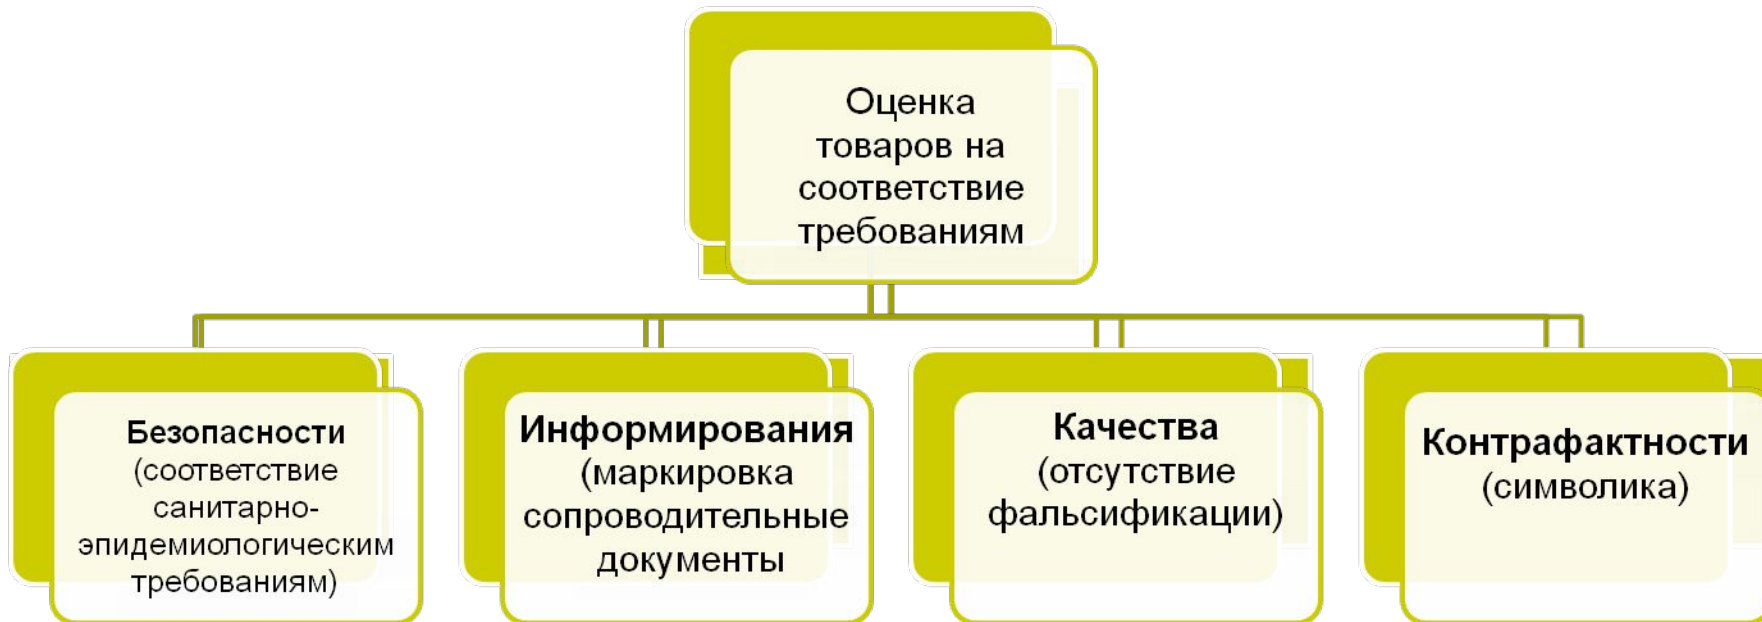 Оценка
товаров на
соответствие
требованиям
Безопасности
(соответствие
санитарно-
эпидемиологическим
требованиям)
Информирования
(маркировка
сопроводительные
документы
Качества
(отсутствие
фальсификации)
Контрафактности
(символика)